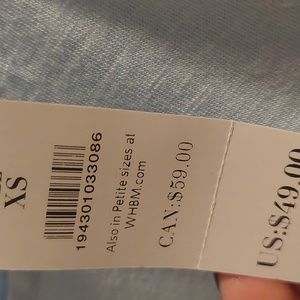 XS
194301033086
Also in Petite sizes at
WHBM.com
CAN:$59.00
US:$49.00